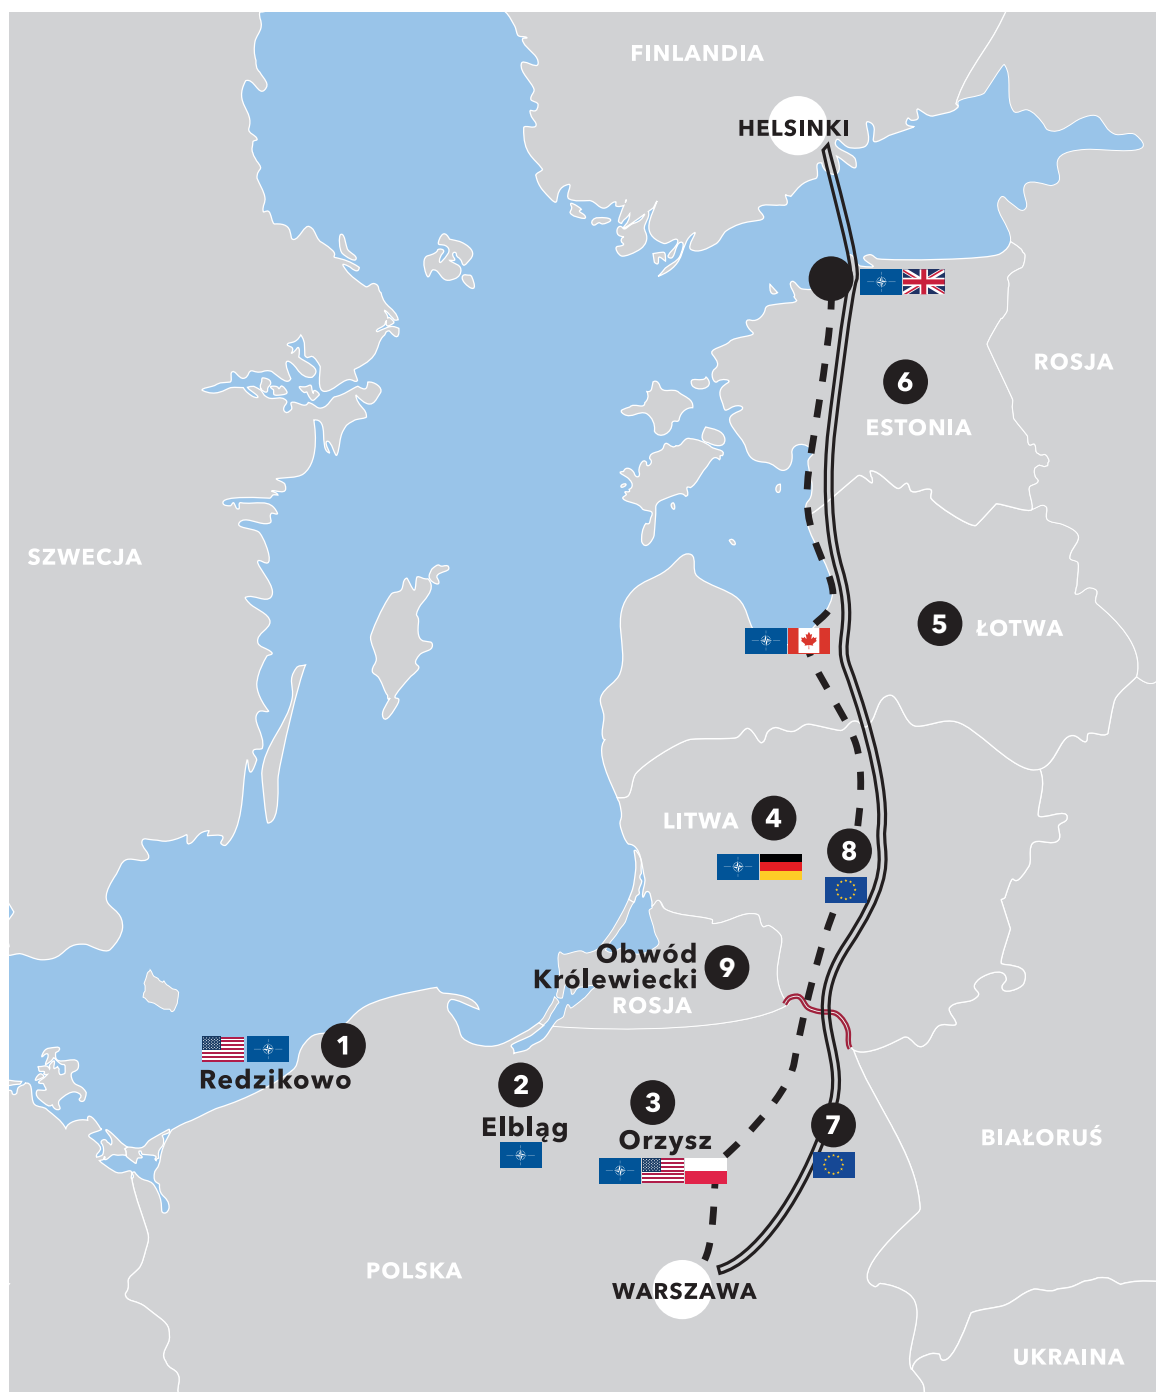 FINLANDIA
HELSINKI
6
ROSJA
ESTONIA
SZWECJA
5 ŁOTWA
LITWA 4
8
Obwód
Królewiecki
9
ROSJA
1
Redzikowo
2
Elbląg
3
Orzysz
7
BIAŁORUŚ
POLSKA
WARSZAWA
UKRAINA